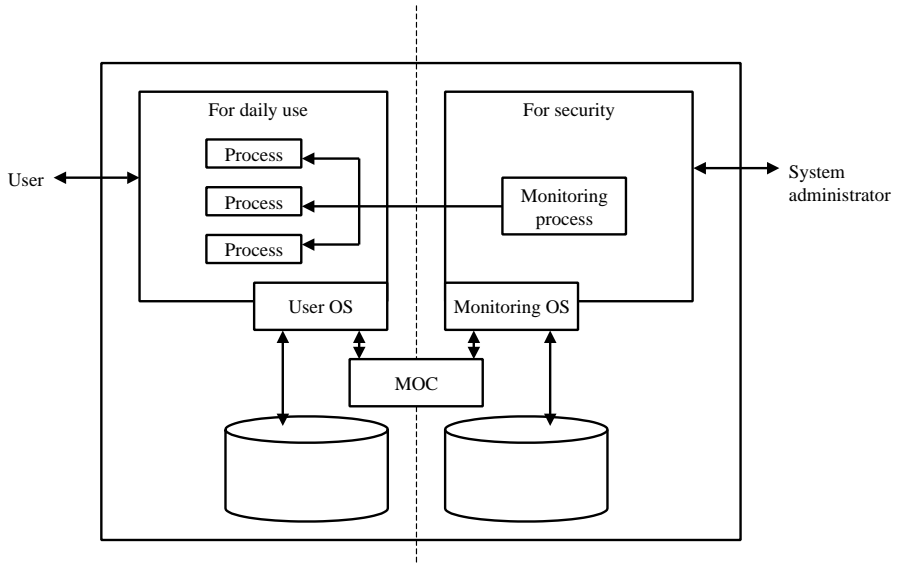 For daily use
For security
Process
Process
Process
Monitoring
process
User
System
administrator
User OS
Monitoring OS
MOC